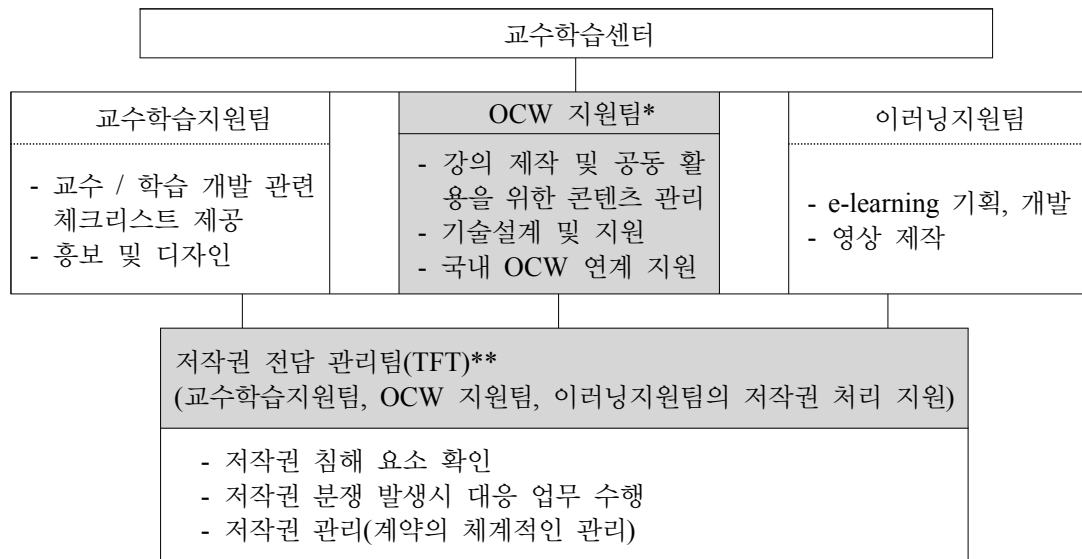 교수학습센터
교수학습지원팀
- 교수 / 학습 개발 관련
체크리스트 제공
- 홍보 및 디자인
OCW 지원팀*
- 강의 제작 및 공동 활
용을 위한 콘텐츠 관리
- 기술설계 및 지원
- 국내 OCW 연계 지원
이러닝지원팀
- e-learning 기획, 개발
- 영상 제작
저작권 전담 관리팀(TFT)**
(교수학습지원팀, OCW 지원팀, 이러닝지원팀의 저작권 처리 지원)
- 저작권 침해 요소 확인
- 저작권 분쟁 발생시 대응 업무 수행
- 저작권 관리(계약의 체계적인 관리)